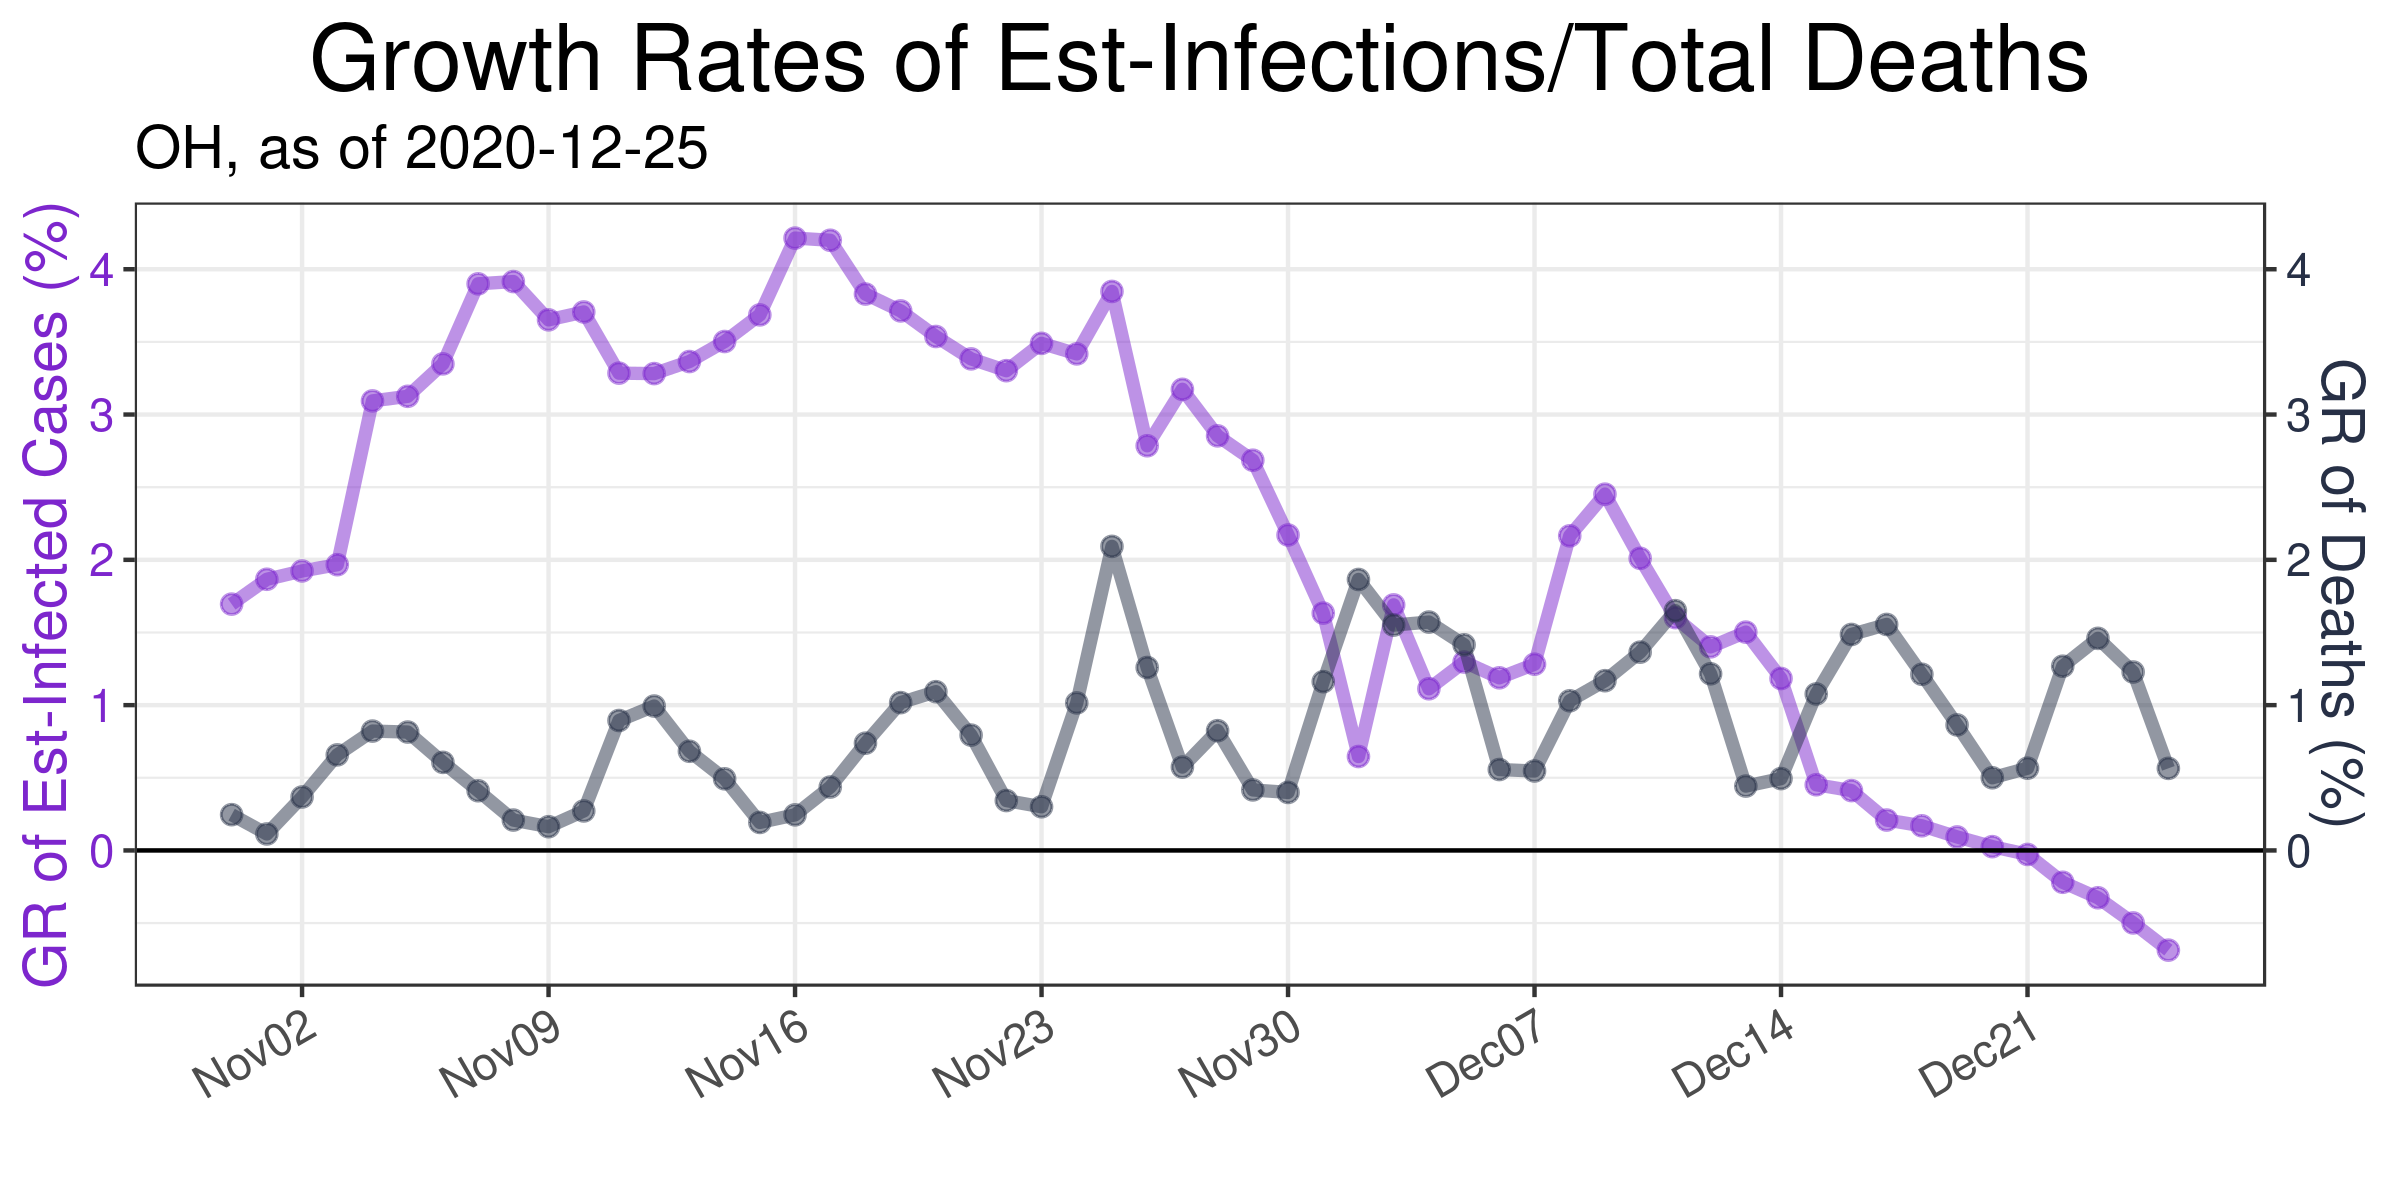 Growth Rates of Est-Infections/Total Deaths
OH, as of 2020-12-25
GR of Est-Infected Cases (%)
4
3
2
1
0
4
3
2
1
0
GR of Deaths (%)
Nov02
Nov09
Nov16
Nov23
Nov30
Dec07
Dec14
Dec21